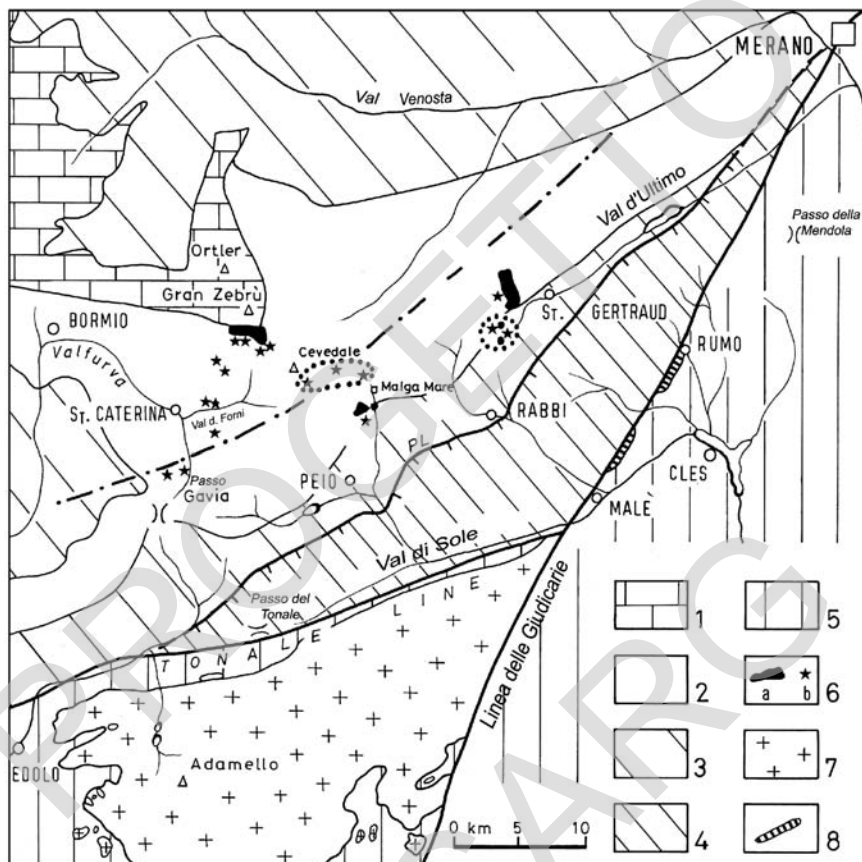 MERANO
Val Venosta
Val d'Ultimo
Passo della
Mendola
Ortler
Gran Zebrù
ST. GERTRAUD
BORMIO
Valfurva
RUMO
Cevedale
Malga Mare
ST. CATERINA
Val d. Forni
RABBI
PL
Passo
Gavia
PEIO
CLES
MALÈ
Val di Sole
Passo del
Tonale
TONALE LINE
Linea delle Giudicarie
1
5
2
a b 6
3
7
4
8
EDOLO
Adamello
0 km 5 10
PROGETTO
CARG